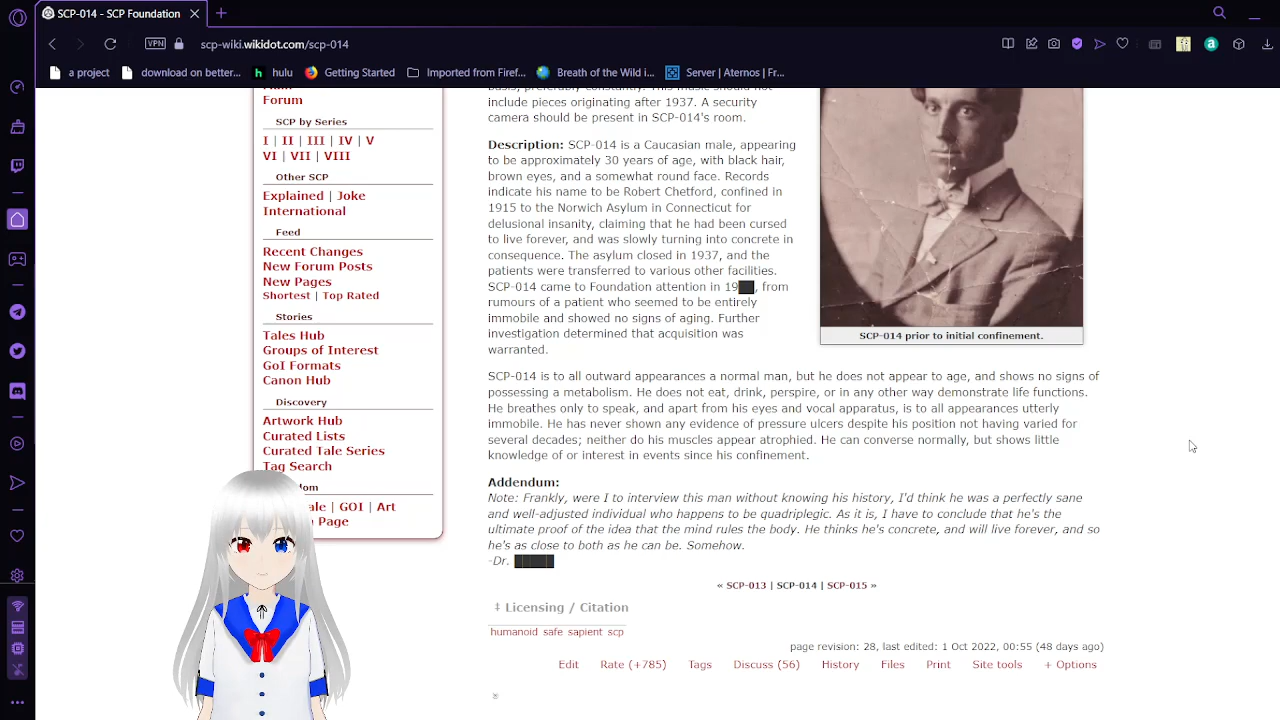 SCP-014 - SCP Foundation
VPN
scp-wiki.wikidot.com/scp-014
a project
download on better...
hulu
Getting Started
Imported from Firef...
Breath of the Wild i...
Server | Aternos | Fr...
Forum
SCP by Series
I | II | III | IV | V
VI | VII | VIII
Other SCP
Explained | Joke
International
Feed
Recent Changes
New Forum Posts
New Pages
Shortest | Top Rated
Stories
Tales Hub
Groups of Interest
GoI Formats
Canon Hub
Discovery
Artwork Hub
Curated Lists
Curated Tale Series
Tag Search
| GOI | Art
Page
basis, preferably constantly. This music should not
include pieces originating after 1937. A security
camera should be present in SCP-014's room.
Description: SCP-014 is a Caucasian male, appearing
to be approximately 30 years of age, with black hair,
brown eyes, and a somewhat round face. Records
indicate his name to be Robert Chetford, confined in
1915 to the Norwich Asylum in Connecticut for
delusional insanity, claiming that he had been cursed
to live forever, and was slowly turning into concrete in
consequence. The asylum closed in 1937, and the
patients were transferred to various other facilities.
SCP-014 came to Foundation attention in 19██, from
rumours of a patient who seemed to be entirely
immobile and showed no signs of aging. Further
investigation determined that acquisition was
warranted.
SCP-014 prior to initial confinement.
SCP-014 is to all outward appearances a normal man, but he does not appear to age, and shows no signs of
possessing a metabolism. He does not eat, drink, perspire, or in any other way demonstrate life functions.
He breathes only to speak, and apart from his eyes and vocal apparatus, is to all appearances utterly
immobile. He has never shown any evidence of pressure ulcers despite his position not having varied for
several decades; neither do his muscles appear atrophied. He can converse normally, but shows little
knowledge of or interest in events since his confinement.
Addendum:
Note: Frankly, were I to interview this man without knowing his history, I'd think he was a perfectly sane
and well-adjusted individual who happens to be quadriplegic. As it is, I have to conclude that he's the
ultimate proof of the idea that the mind rules the body. He thinks he's concrete, and will live forever, and so
he's as close to both as he can be. Somehow.
-Dr. █████
« SCP-013 | SCP-014 | SCP-015 »
‡ Licensing / Citation
humanoid safe sapient scp
page revision: 28, last edited: 1 Oct 2022, 00:55 (48 days ago)
Edit Rate (+785) Tags Discuss (56) History Files Print Site tools + Options